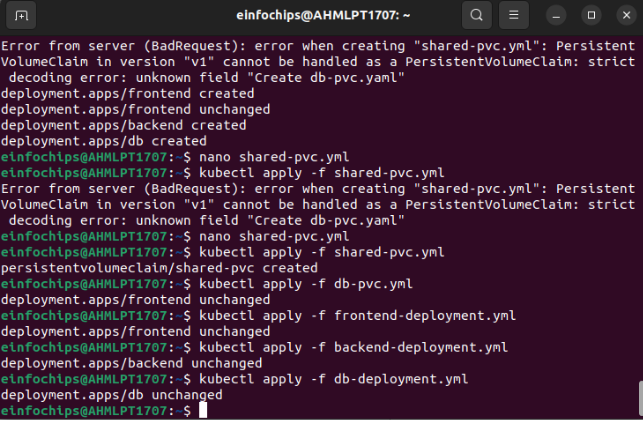 einfochips@AHMLPT1707: ~
Error from server (BadRequest): error when creating "shared-pvc.yml": Persistent
VolumeClaim in version "v1" cannot be handled as a PersistentVolumeClaim: strict
 decoding error: unknown field "Create db-pvc.yaml"
deployment.apps/frontend created
deployment.apps/frontend unchanged
deployment.apps/backend created
deployment.apps/db created
einfochips@AHMLPT1707:~$ nano shared-pvc.yml
einfochips@AHMLPT1707:~$ kubectl apply -f shared-pvc.yml
Error from server (BadRequest): error when creating "shared-pvc.yml": Persistent
VolumeClaim in version "v1" cannot be handled as a PersistentVolumeClaim: strict
 decoding error: unknown field "Create db-pvc.yaml"
einfochips@AHMLPT1707:~$ nano shared-pvc.yml
einfochips@AHMLPT1707:~$ kubectl apply -f shared-pvc.yml
persistentvolumeclaim/shared-pvc created
einfochips@AHMLPT1707:~$ kubectl apply -f db-pvc.yml
deployment.apps/frontend unchanged
einfochips@AHMLPT1707:~$ kubectl apply -f frontend-deployment.yml
deployment.apps/frontend unchanged
einfochips@AHMLPT1707:~$ kubectl apply -f backend-deployment.yml
deployment.apps/backend unchanged
einfochips@AHMLPT1707:~$ kubectl apply -f db-deployment.yml
deployment.apps/db unchanged
einfochips@AHMLPT1707:~$